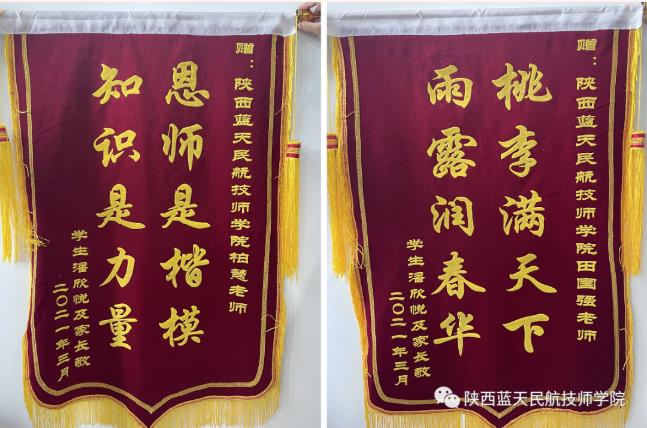 赠：陕西蓝天民航技师学院柏慧老师
恩师是楷模
知识是力量
学生潘欣悦及家长敬
二〇二一年三月
赠：陕西蓝天民航技师学院田国强老师
桃李满天下
雨露润春华
学生潘欣悦及家长敬
二〇二一年三月
陕西蓝天民航技师学院